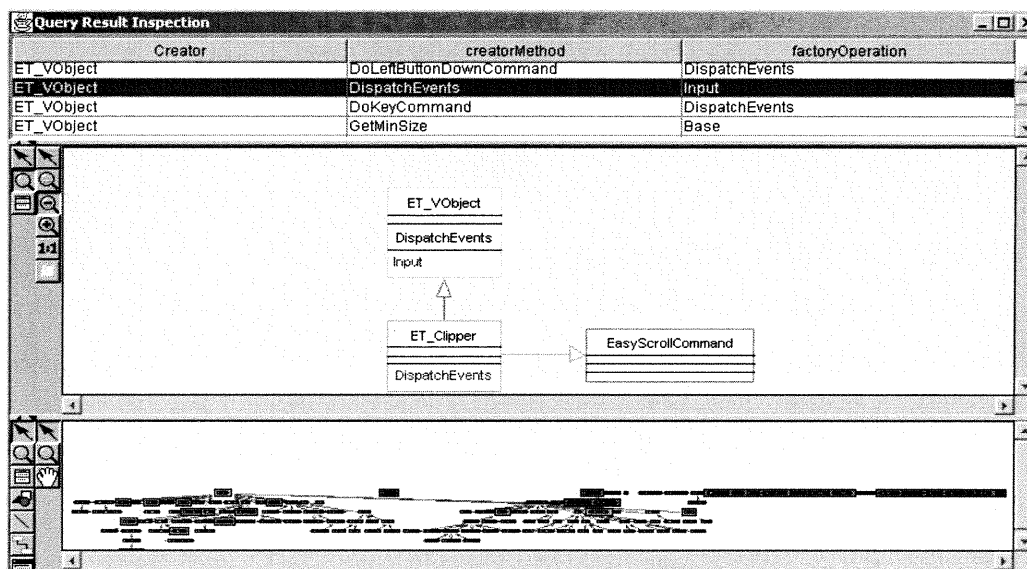 Query Result Inspection
Creator creatorMethod factoryOperation
ET_VObject DoLeftButtonDownCommand DispatchEvents
ET_VObject DispatchEvents Input
ET_VObject DoKeyCommand DispatchEvents
ET_VObject GetMinSize Base
1:1
ET_VObject
DispatchEvents
Input
ET_Clipper
EasyScrollCommand
DispatchEvents